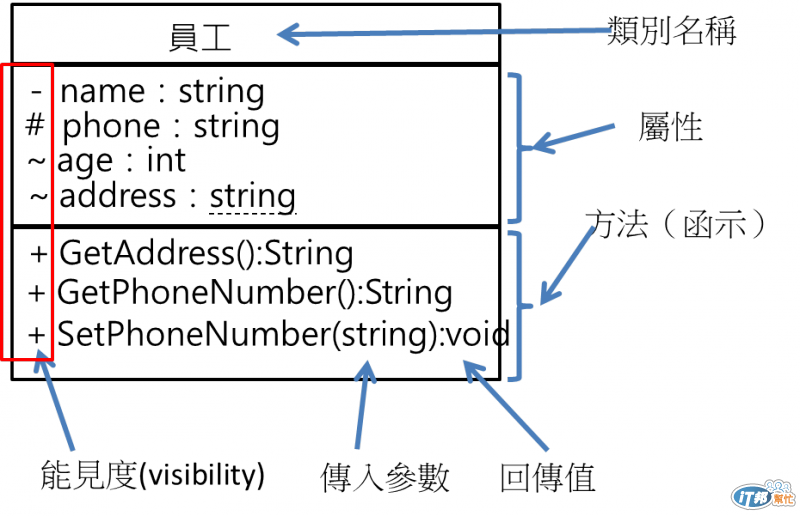 員工
類別名稱
- name：string
# phone：string
~ age：int
~ address：string
屬性
方法（函示）
+ GetAddress():String
+ GetPhoneNumber():String
+ SetPhoneNumber(string):void
能見度(visibility)
傳入參數
回傳值
iT邦幫忙